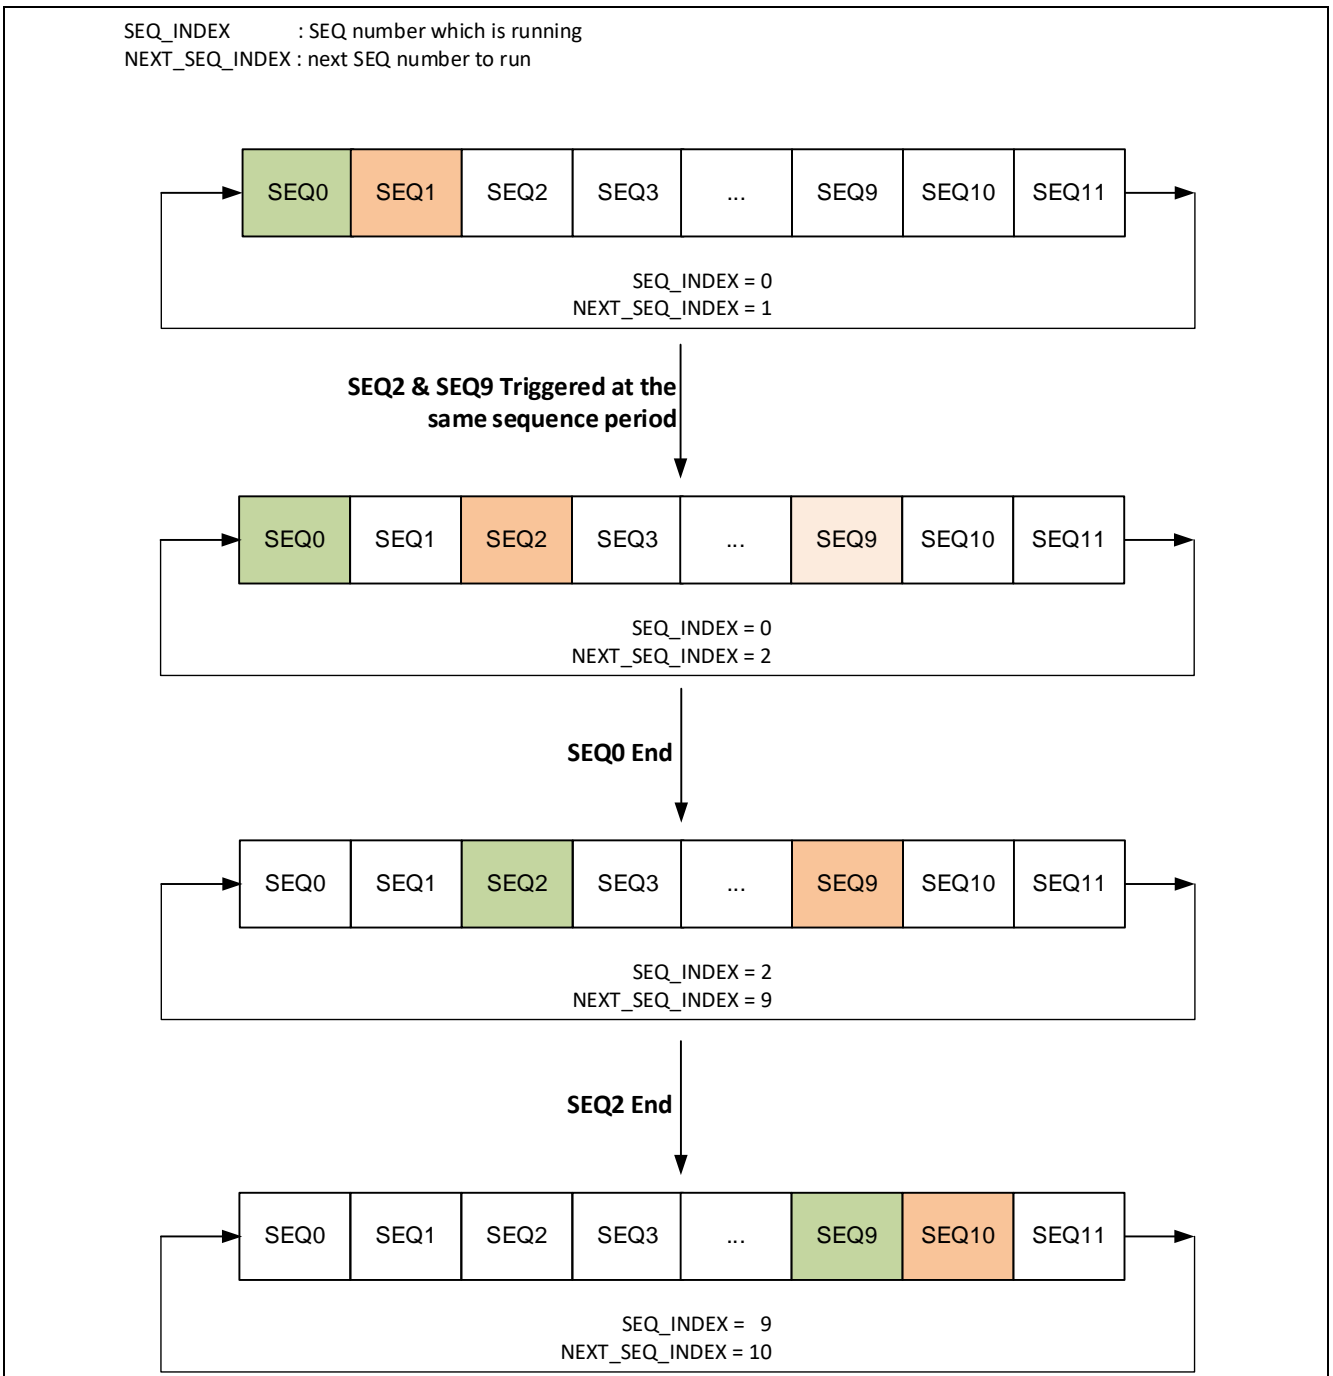 SEQ_INDEX : SEQ number which is running
NEXT_SEQ_INDEX : next SEQ number to run
SEQ0 SEQ1 SEQ2 SEQ3 ... SEQ9 SEQ10 SEQ11
SEQ_INDEX = 0
NEXT_SEQ_INDEX = 1
SEQ2 & SEQ9 Triggered at the
same sequence period
SEQ0 SEQ1 SEQ2 SEQ3 ... SEQ9 SEQ10 SEQ11
SEQ_INDEX = 0
NEXT_SEQ_INDEX = 2
SEQ0 End
SEQ0 SEQ1 SEQ2 SEQ3 ... SEQ9 SEQ10 SEQ11
SEQ_INDEX = 2
NEXT_SEQ_INDEX = 9
SEQ2 End
SEQ0 SEQ1 SEQ2 SEQ3 ... SEQ9 SEQ10 SEQ11
SEQ_INDEX = 9
NEXT_SEQ_INDEX = 10